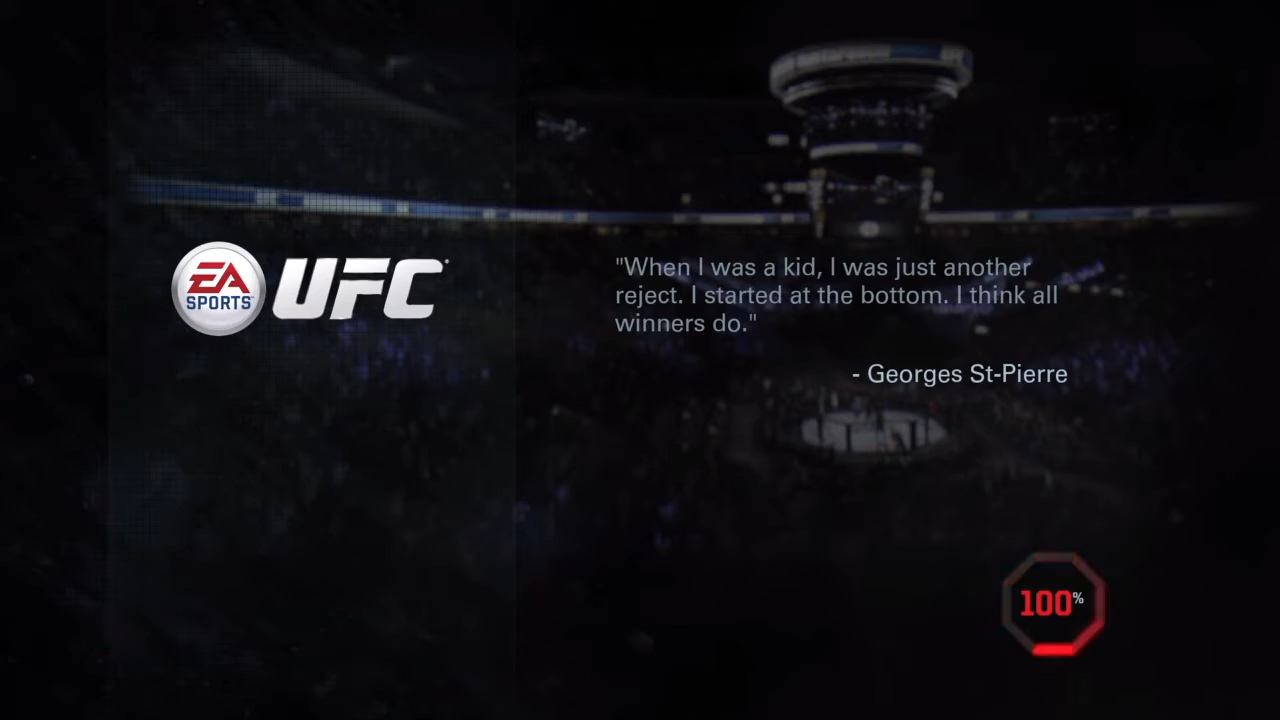 EA
SPORTS™
UFC®
"When I was a kid, I was just another
reject. I started at the bottom. I think all
winners do."
- Georges St-Pierre
100%